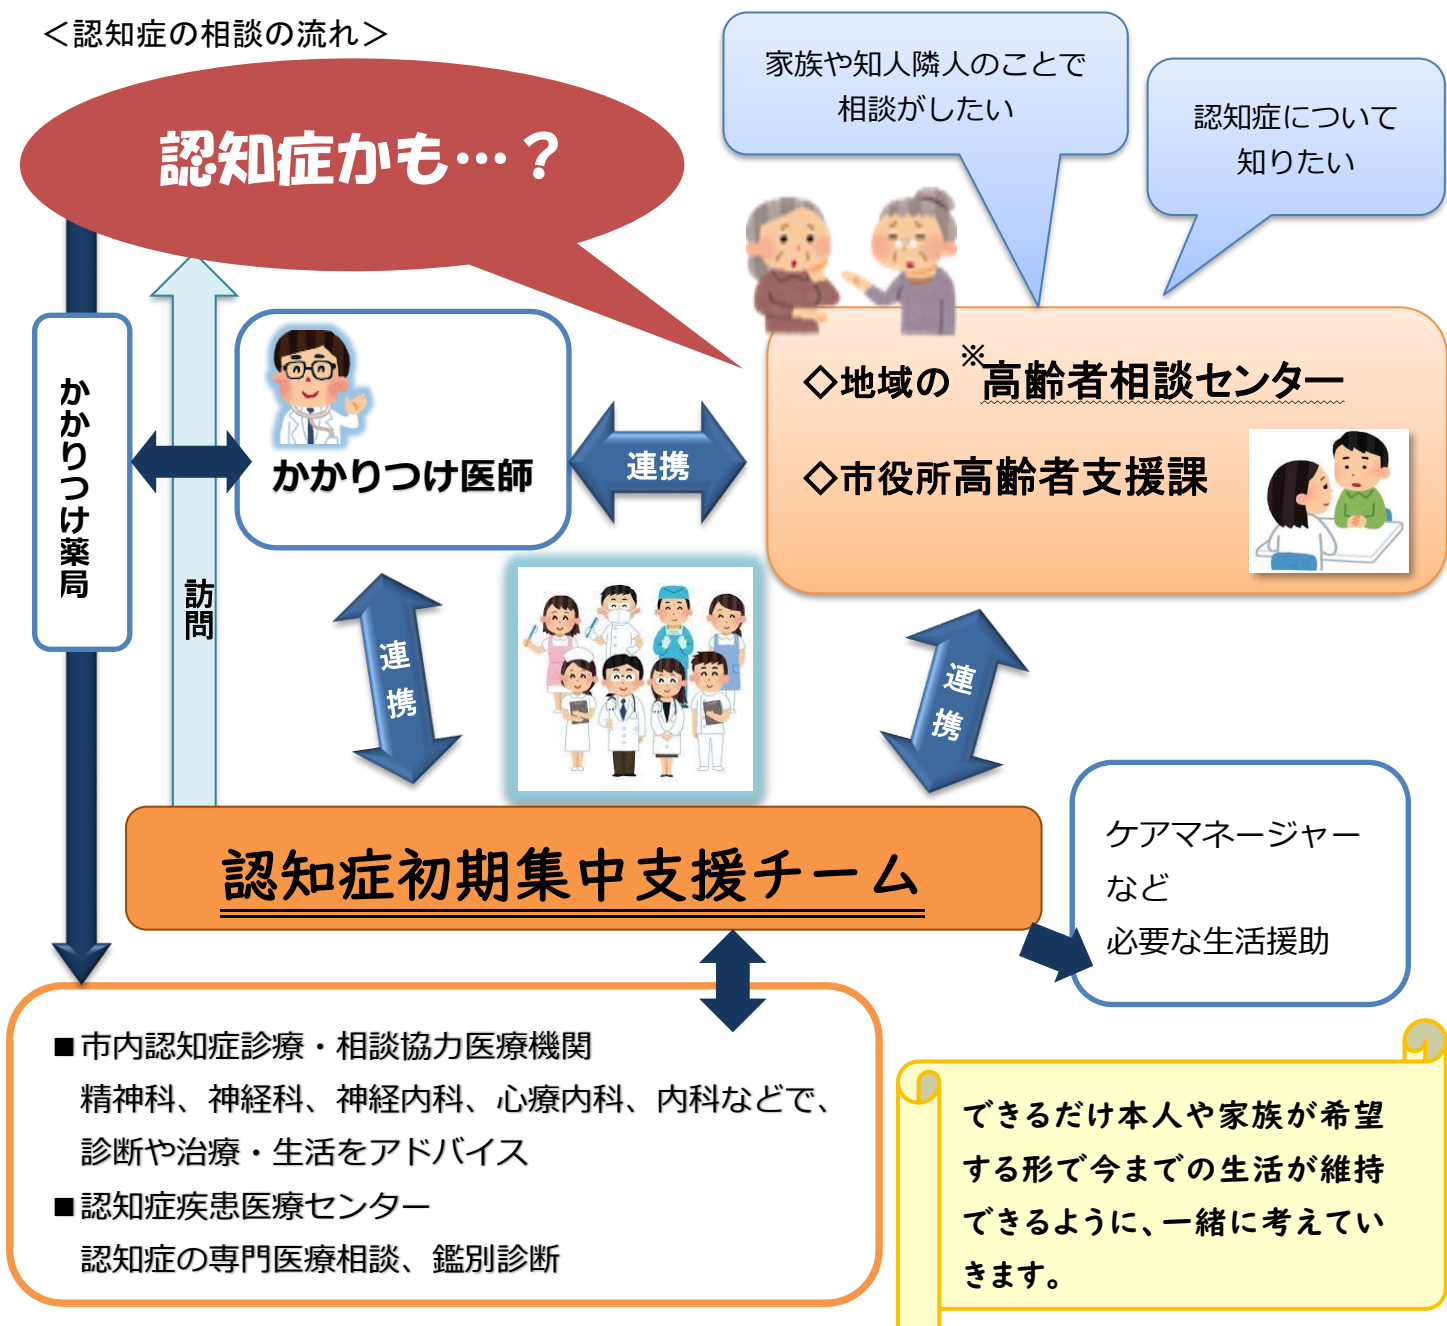 ＜認知症の相談の流れ＞
認知症かも…？
家族や知人隣人のことで
相談がしたい
認知症について
知りたい
かかりつけ薬局
訪問
かかりつけ医師
連携
◇地域の ※高齢者相談センター
◇市役所高齢者支援課
連携
連携
認知症初期集中支援チーム
ケアマネージャー
など
必要な生活援助
■市内認知症診療・相談協力医療機関
精神科、神経科、神経内科、心療内科、内科などで、
診断や治療・生活をアドバイス
■認知症疾患医療センター
認知症の専門医療相談、鑑別診断
できるだけ本人や家族が希望
する形で今までの生活が維持
できるように、一緒に考えてい
きます。